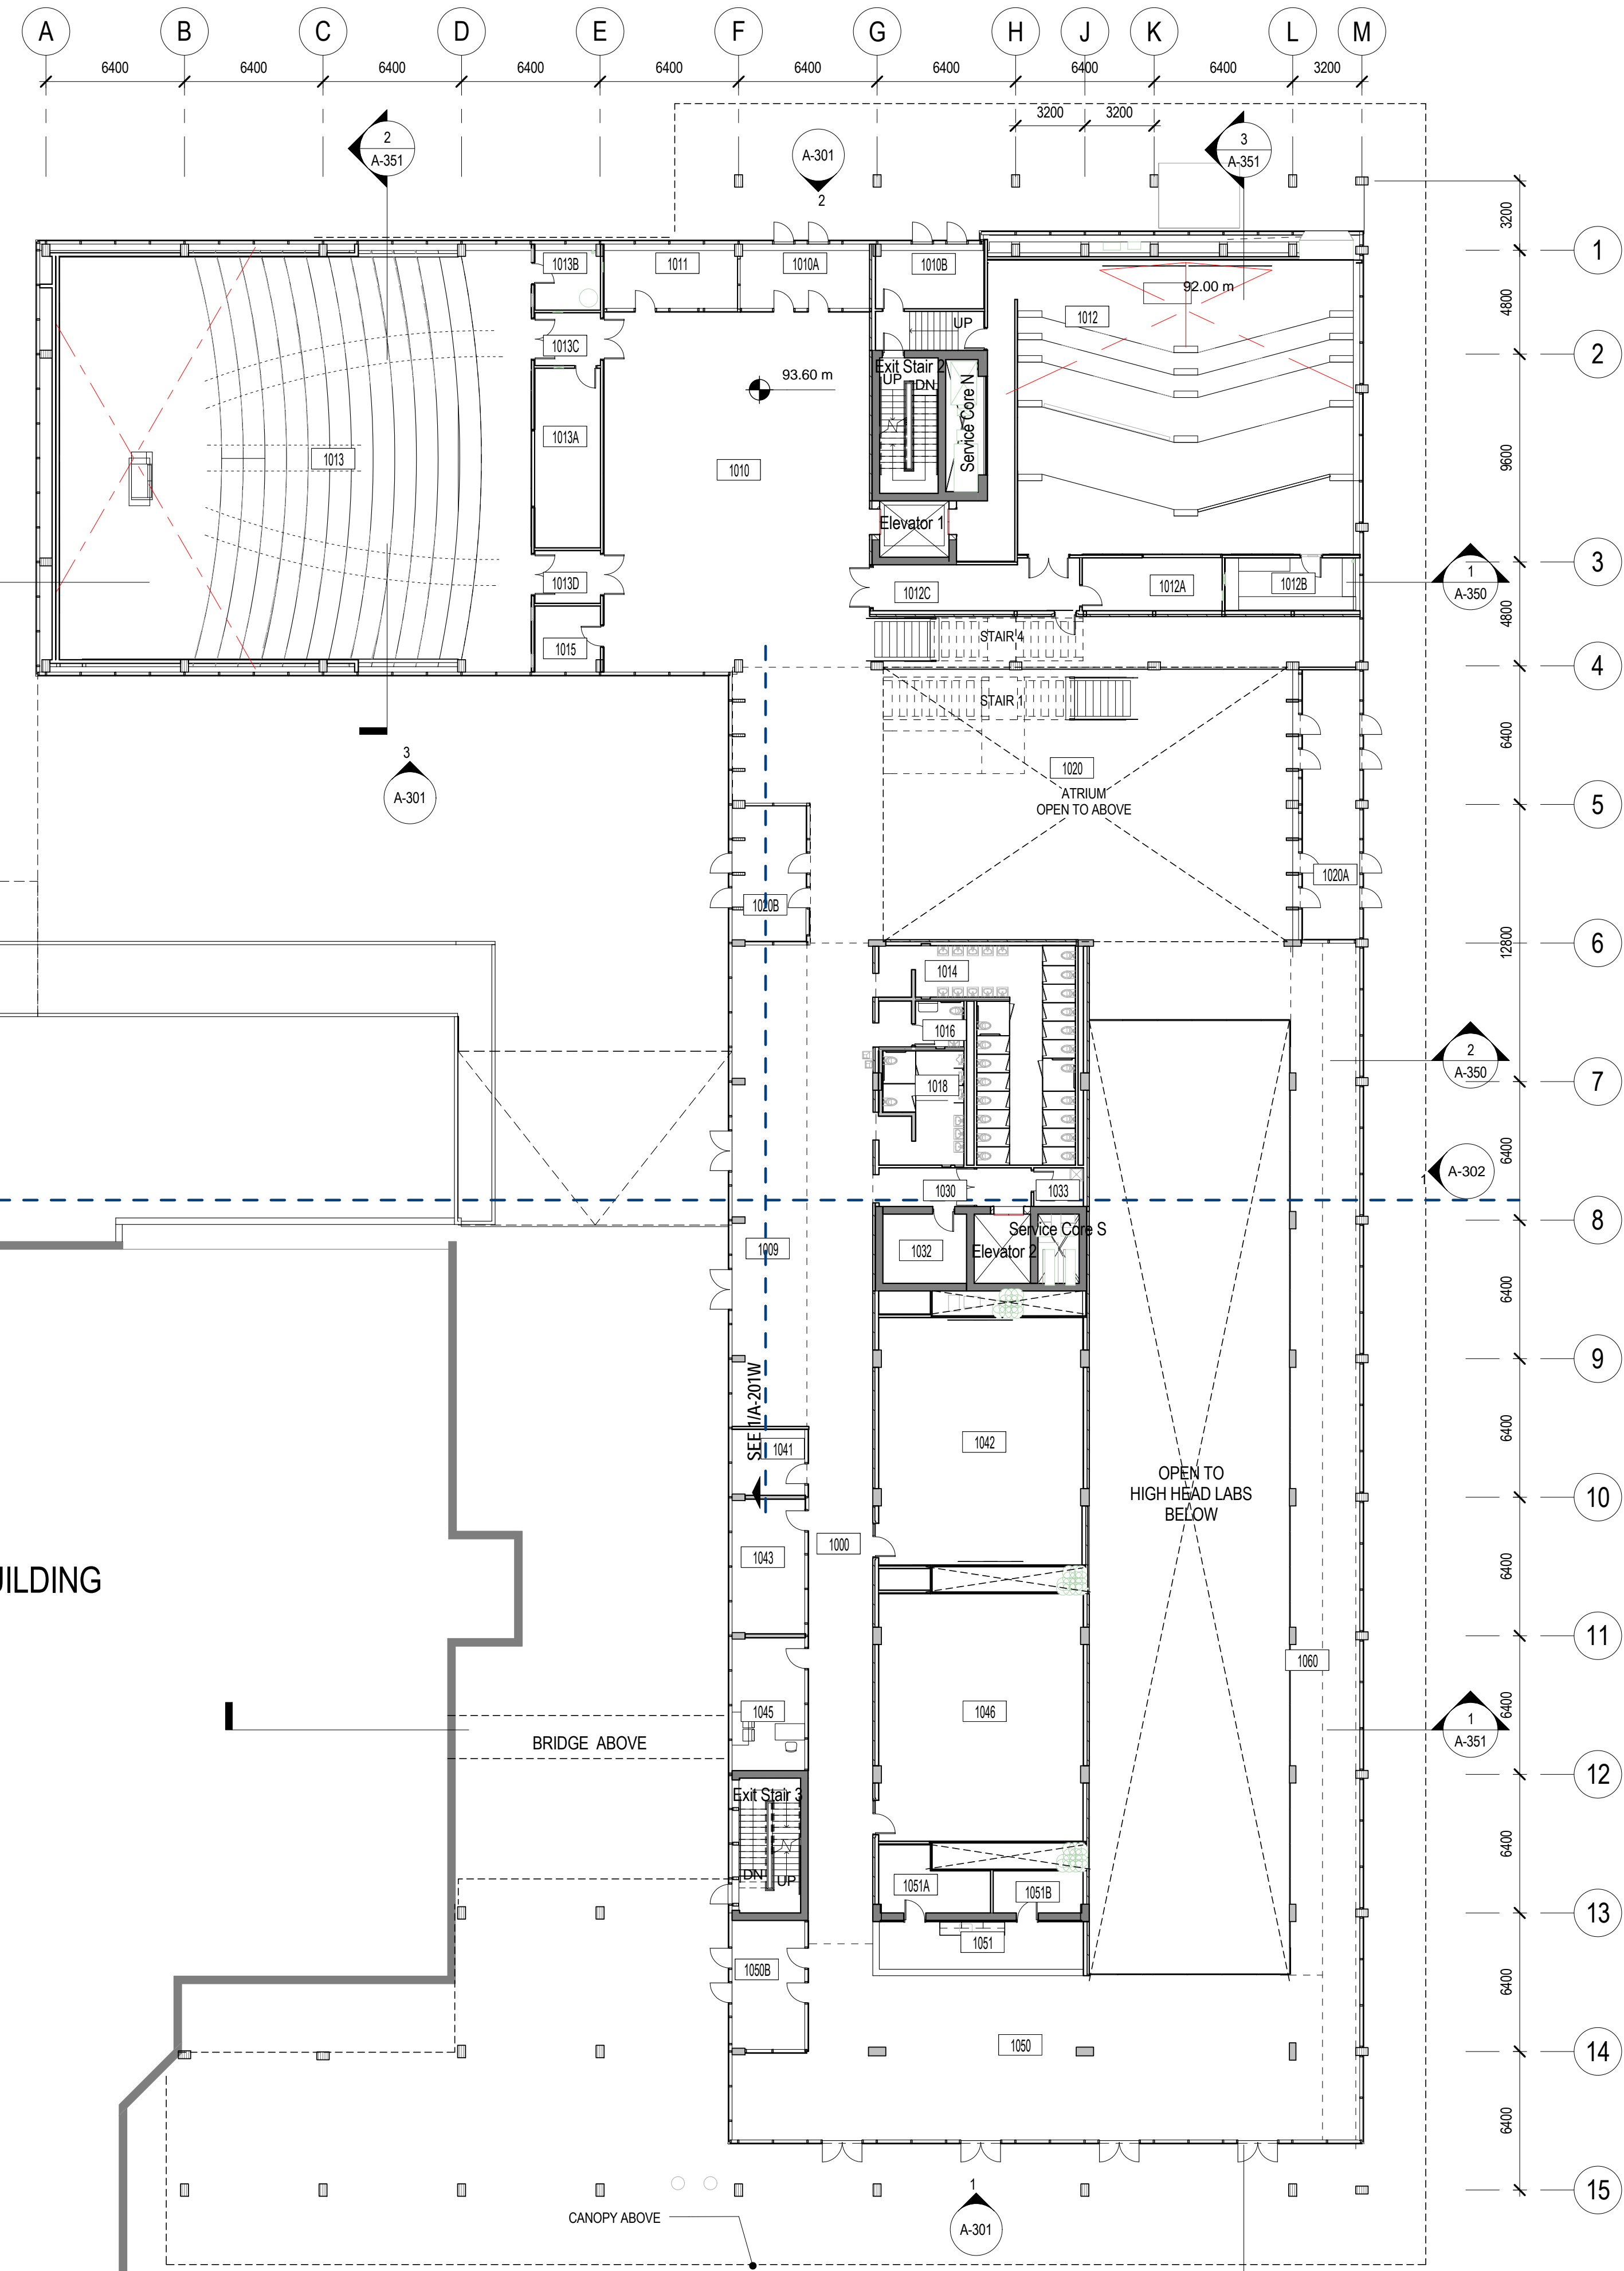 A B C D E F G H J K L M
6400 6400 6400 6400 6400 6400 6400 6400 6400 3200
3200 3200
2
A-351
A-301
2
3
A-351
3200
1
1013B
1011
1010A
1010B
92.00 m
4800
1012
UP
1013C
2
Exit Stair 2
UP
DN
93.60 m
Service Core N
1013A
1013
1010
9600
Elevator 1
3
1013D
1012C
1012A
1012B
1
A-350
4800
STAIR 4
1015
4
STAIR 1
6400
3
A-301
1020
ATRIUM
OPEN TO ABOVE
5
1020A
1020B
12800
6
1014
1016
2
A-350
1018
7
6400
1
A-302
1030
1033
8
Service Core S
1009
1032
Elevator 2
6400
9
SEE 1/A-201W
1041
1042
6400
OPEN TO
HIGH HEAD LABS
BELOW
10
1000
1043
6400
UILDING
11
1060
1045
1046
6400
1
A-351
BRIDGE ABOVE
12
Exit Stair 3
DN
UP
6400
1051A
1051B
13
1051
1050B
6400
1050
14
6400
15
1
A-301
CANOPY ABOVE